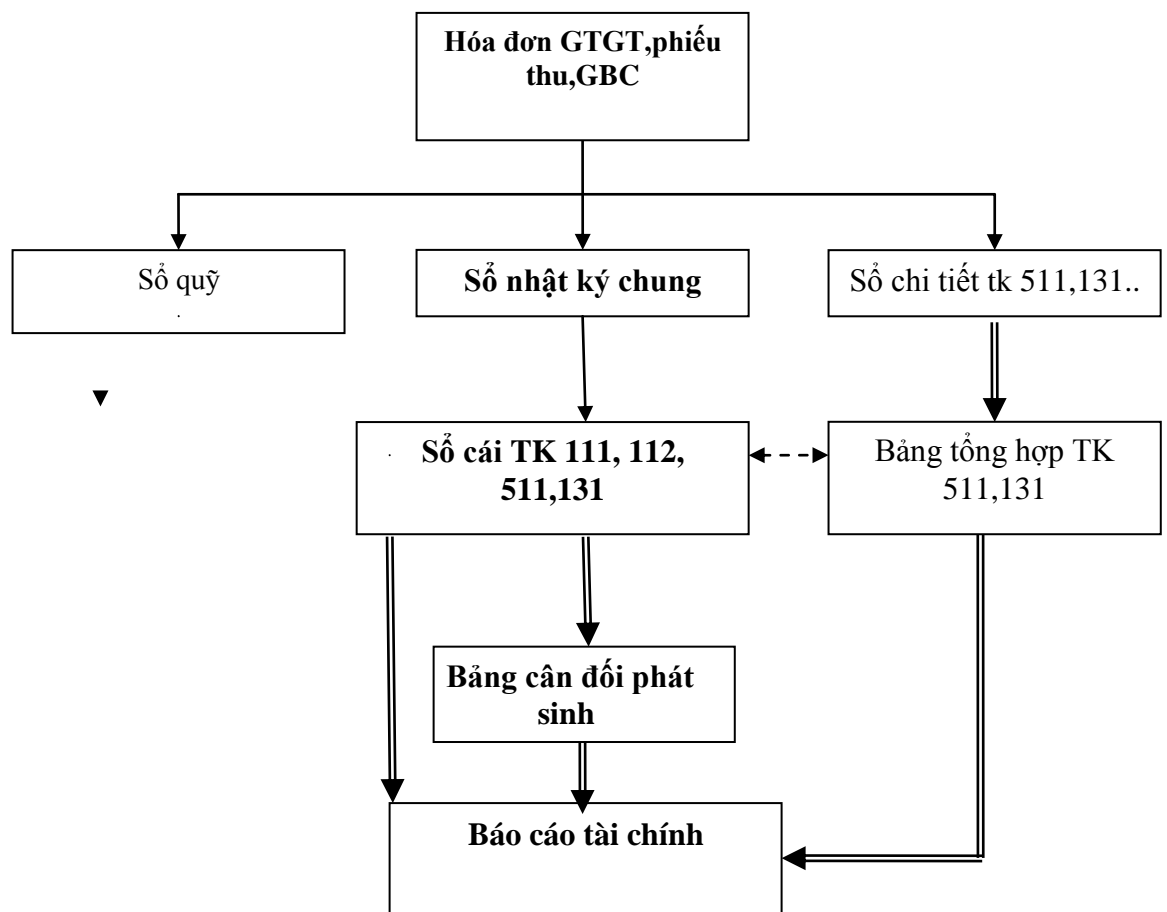 Hóa đơn GTGT,phiếu
thu,GBC
Sổ quỹ
.
Sổ nhật ký chung
Sổ chi tiết tk 511,131..
. Sổ cái TK 111, 112,
511,131
Bảng tổng hợp TK
511,131
Bảng cân đối phát
sinh
Báo cáo tài chính